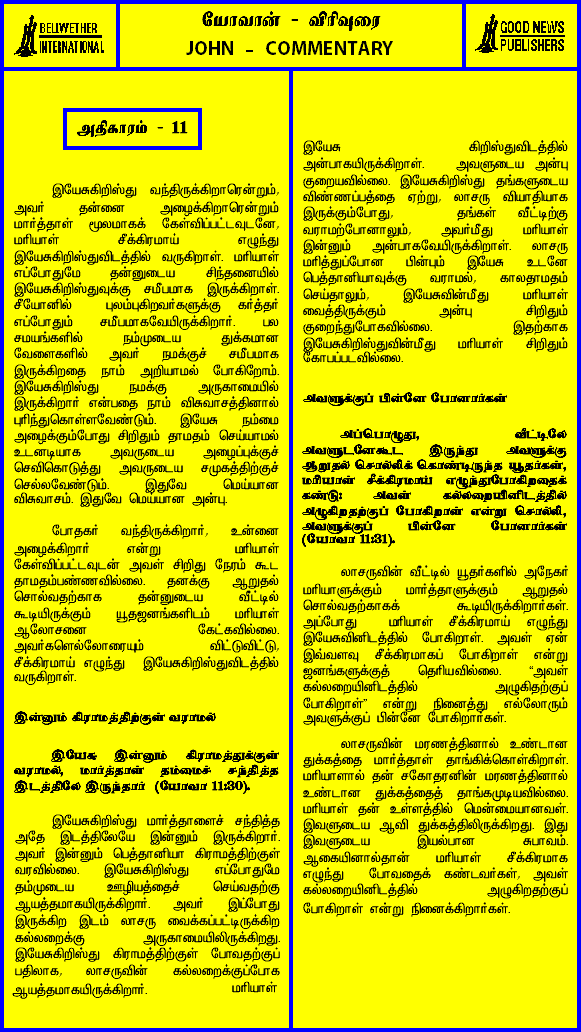 BELWETHER
INTERNATIONAL
யோவான் - விரிவுரை
JOHN - COMMENTARY
GOOD NEWS
PUBLISHERS
அதிகாரம் - 11
இயேசுகிறிஸ்து வந்திருக்கிறாரென்றும்,
அவர் தன்னை அழைக்கிறாரென்றும்
மார்த்தாள் மூலமாகக் கேள்விப்பட்டவுடனே,
மரியாள் சீக்கிரமாய் எழுந்து
இயேசுகிறிஸ்துவிடத்தில் வருகிறாள். மரியாள்
எப்போதுமே தன்னுடைய சிந்தனையில்
இயேசுகிறிஸ்துவுக்கு சமீபமாக இருக்கிறாள்.
சீயோனில் புலம்புகிறவர்களுக்கு கர்த்தர்
எப்போதும் சமீபமாகவேயிருக்கிறார். பல
சமயங்களில் நம்முடைய துக்கமான
வேளைகளில் அவர் நமக்குச் சமீபமாக
இருக்கிறதை நாம் அறியாமல் போகிறோம்.
இயேசுகிறிஸ்து நமக்கு அருகாமையில்
இருக்கிறார் என்பதை நாம் விசுவாசத்தினால்
புரிந்துகொள்ளவேண்டும். இயேசு நம்மை
அழைக்கும்போது சிறிதும் தாமதம் செய்யாமல்
உடனடியாக அவருடைய அழைப்புக்குச்
செவிகொடுத்து அவருடைய சமுகத்திற்குச்
செல்லவேண்டும். இதுவே மெய்யான
விசுவாசம். இதுவே மெய்யான அன்பு.
போதகர் வந்திருக்கிறார், உன்னை
அழைக்கிறார் என்று மரியாள்
கேள்விப்பட்டவுடன் அவள் சிறிது நேரம் கூட
தாமதம்பண்ணவில்லை. தனக்கு ஆறுதல்
சொல்வதற்காக தன்னுடைய வீட்டில்
கூடியிருக்கும் யூதஜனங்களிடம் மரியாள்
ஆலோசனை கேட்கவில்லை.
அவர்களெல்லோரையும் விட்டுவிட்டு,
சீக்கிரமாய் எழுந்து இயேசுகிறிஸ்துவிடத்தில்
வருகிறாள்.
இன்னும் கிராமத்திற்குள் வராமல்
இயேசு இன்னும் கிராமத்துக்குள்
வராமல், மார்த்தாள் தம்மைச் சந்தித்த
இடத்திலே இருந்தார் (யோவா 11:30).
இயேசுகிறிஸ்து மார்த்தாளைச் சந்தித்த
அதே இடத்திலேயே இன்னும் இருக்கிறார்.
அவர் இன்னும் பெத்தானியா கிராமத்திற்குள்
வரவில்லை. இயேசுகிறிஸ்து எப்போதுமே
தம்முடைய ஊழியத்தைச் செய்வதற்கு
ஆயத்தமாகயிருக்கிறார். அவர் இப்போது
இருக்கிற இடம் லாசரு வைக்கப்பட்டிருக்கிற
கல்லறைக்கு அருகாமையிலிருக்கிறது.
இயேசுகிறிஸ்து கிராமத்திற்குள் போவதற்குப்
பதிலாக, லாசருவின் கல்லறைக்குப்போக
ஆயத்தமாகயிருக்கிறார். மரியாள்
இயேசு கிறிஸ்துவிடத்தில்
அன்பாகயிருக்கிறாள். அவளுடைய அன்பு
குறையவில்லை. இயேசுகிறிஸ்து தங்களுடைய
விண்ணப்பத்தை ஏற்று, லாசரு வியாதியாக
இருக்கும்போது, தங்கள் வீட்டிற்கு
வராமற்போனாலும், அவர்மீது மரியாள்
இன்னும் அன்பாகவேயிருக்கிறாள். லாசரு
மரித்துப்போன பின்பும் இயேசு உடனே
பெத்தானியாவுக்கு வராமல், காலதாமதம்
செய்தாலும், இயேசுவின்மீது மரியாள்
வைத்திருக்கும் அன்பு சிறிதும்
குறைந்துபோகவில்லை. இதற்காக
இயேசுகிறிஸ்துவின்மீது மரியாள் சிறிதும்
கோபப்படவில்லை.
அவளுக்குப் பின்னே போனார்கள்
அப்பொழுது, வீட்டிலே
அவளுடனேகூட இருந்து அவளுக்கு
ஆறுதல் சொல்லிக் கொண்டிருந்த யூதர்கள்,
மரியாள் சீக்கிரமாய் எழுந்துபோகிறதைக்
கண்டு: அவள் கல்லறையினிடத்தில்
அழுகிறதற்குப் போகிறாள் என்று சொல்லி,
அவளுக்குப் பின்னே போனார்கள்
(யோவா 11:31).
லாசருவின் வீட்டில் யூதர்களில் அநேகர்
மரியாளுக்கும் மார்த்தாளுக்கும் ஆறுதல்
சொல்வதற்காகக் கூடியிருக்கிறார்கள்.
அப்போது மரியாள் சீக்கிரமாய் எழுந்து
இயேசுவினிடத்தில் போகிறாள். அவள் ஏன்
இவ்வளவு சீக்கிரமாகப் போகிறாள் என்று
ஜனங்களுக்குத் தெரியவில்லை. “அவள்
கல்லறையினிடத்தில் அழுகிதற்குப்
போகிறாள்” என்று நினைத்து எல்லோரும்
அவளுக்குப் பின்னே போகிறார்கள்.
லாசருவின் மரணத்தினால் உண்டான
துக்கத்தை மார்த்தாள் தாங்கிக்கொள்கிறாள்.
மரியாளால் தன் சகோதரனின் மரணத்தினால்
உண்டான துக்கத்தைத் தாங்கமுடியவில்லை.
மரியாள் தன் உள்ளத்தில் மென்மையானவள்.
இவளுடைய ஆவி துக்கத்திலிருக்கிறது. இது
இவளுடைய இயல்பான சுபாவம்.
ஆகையினால்தான் மரியாள் சீக்கிரமாக
எழுந்து போவதைக் கண்டவர்கள், அவள்
கல்லறையினிடத்தில் அழுகிறதற்குப்
போகிறாள் என்று நினைக்கிறார்கள்.